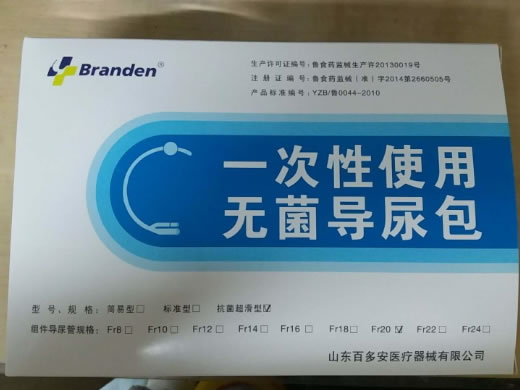 Branden®
生产许可证编号：鲁食药监械生产许20130019号
注 册 证 编 号：鲁食药监械（准）字2014第2660505号
产品标准编号：YZB/鲁0044-2010
一次性使用
无菌导尿包
型 号、规 格：简易型□ 标准型□ 抗菌超滑型☑
组件导尿管规格：Fr8□ Fr10□ Fr12□ Fr14□ Fr16□ Fr18□ Fr20☑ Fr22□ Fr24□
山东百多安医疗器械有限公司